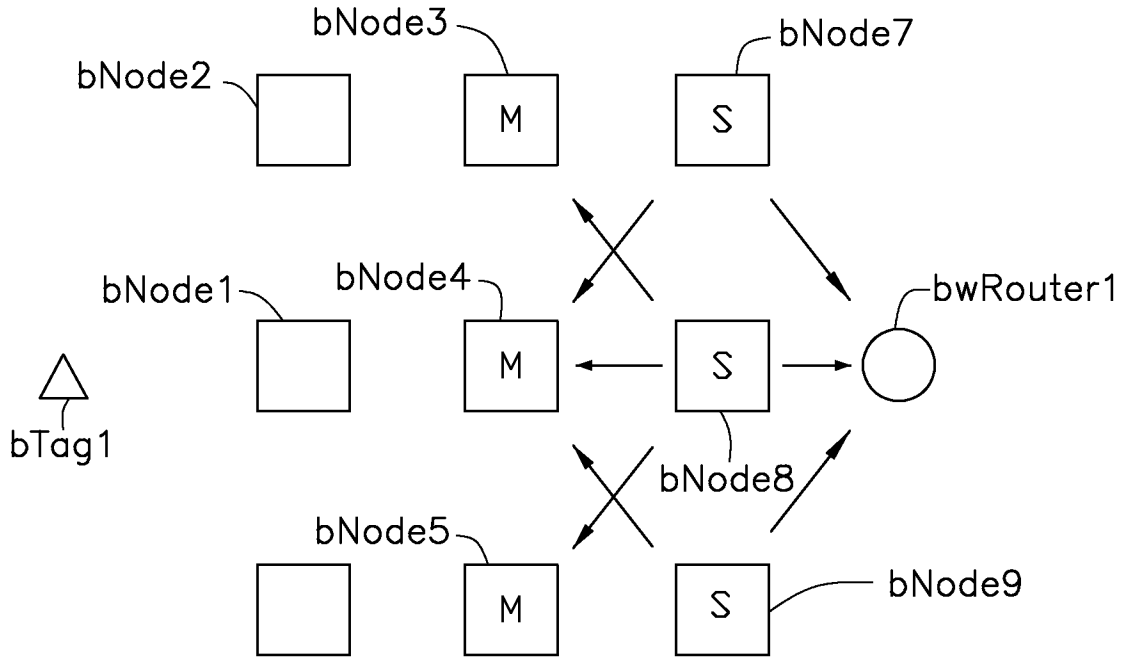 bNode3
bNode7
bNode2
M
S
bNode4
bNode1
bwRouter1
M
S
bTag1
bNode8
bNode5
bNode9
M
S